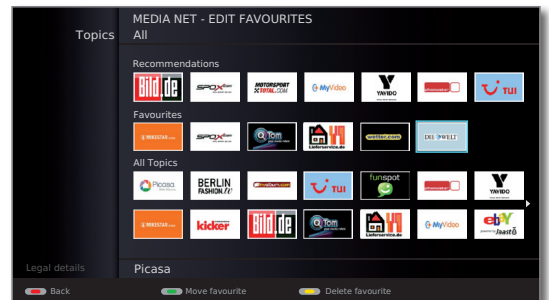 MEDIA NET - EDIT FAVOURITES
Topics
All
Recommendations
Bild.de SPOX.com MOTORSPORT TOTAL.COM MyVideo YAVIDO TUI
Favourites
SPOX.com QTom Lieferservice.de wetter.com DIE WELT
All Topics
Picasa BERLIN FASHION.TV TUI funspot YAVIDO
kicker Bild.de QTom Lieferservice.de MyVideo ebay
Legal details
Picasa
Back
Move favourite
Delete favourite